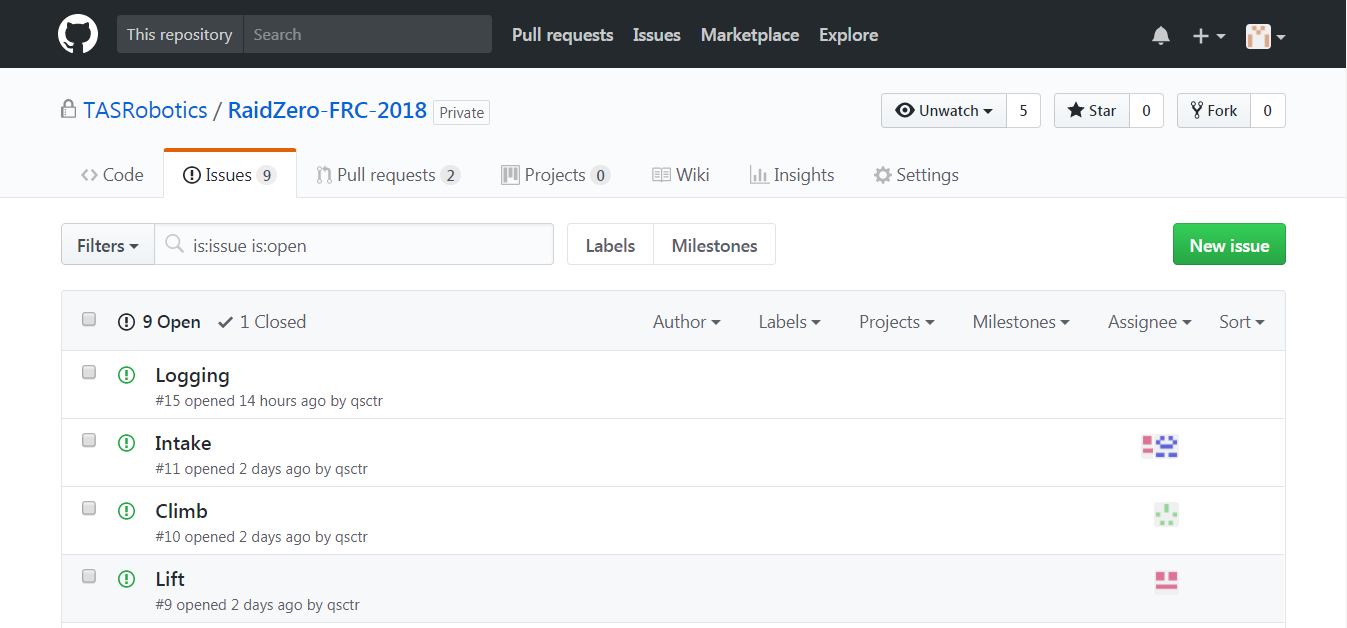 This repository Search Pull requests Issues Marketplace Explore
TASRobotics / RaidZero-FRC-2018 Private Unwatch 5 Star 0 Fork 0
Code Issues 9 Pull requests 2 Projects 0 Wiki Insights Settings
Filters is:issue is:open Labels Milestones New issue
9 Open 1 Closed Author Labels Projects Milestones Assignee Sort
Logging
#15 opened 14 hours ago by qsctr
Intake
#11 opened 2 days ago by qsctr
Climb
#10 opened 2 days ago by qsctr
Lift
#9 opened 2 days ago by qsctr